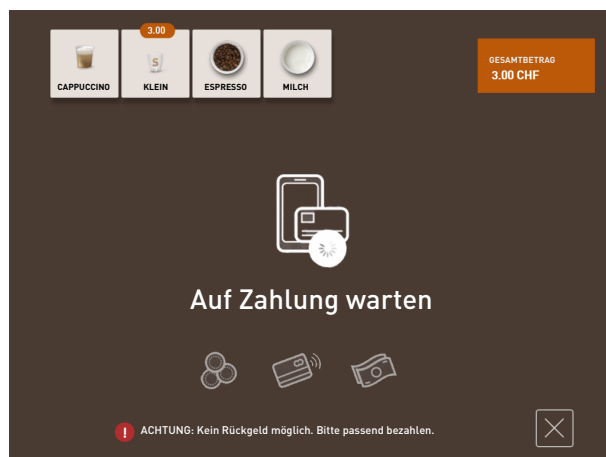 3.00
S
CAPPUCCINO
KLEIN
ESPRESSO
MILCH
GESAMTBETRAG
3.00 CHF
Auf Zahlung warten
! ACHTUNG: Kein Rückgeld möglich. Bitte passend bezahlen.